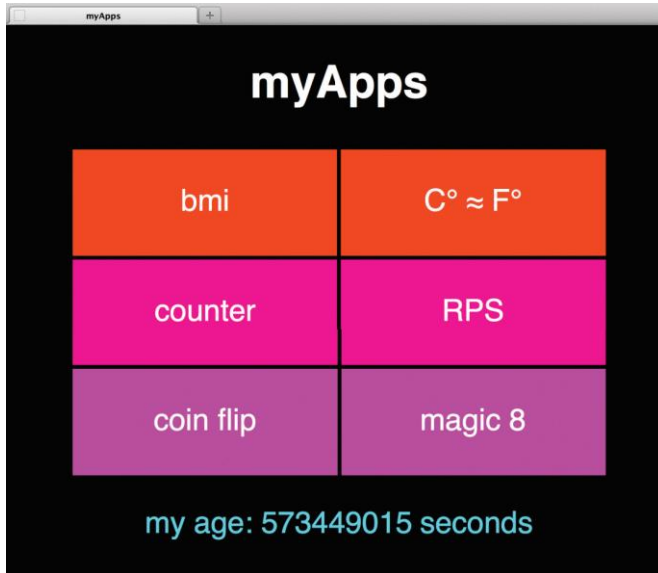 myApps
myApps
bmi
C° ≈ F°
counter
RPS
coin flip
magic 8
my age: 573449015 seconds